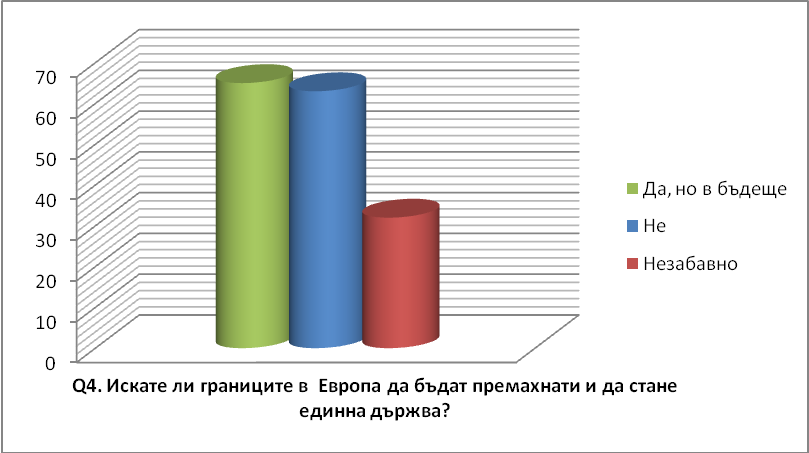 70
60
50
40
30
20
10
0
Да, но в бъдеще
Не
Незабавно
Q4. Искате ли границите в Европа да бъдат премахнати и да стане
единна държва?